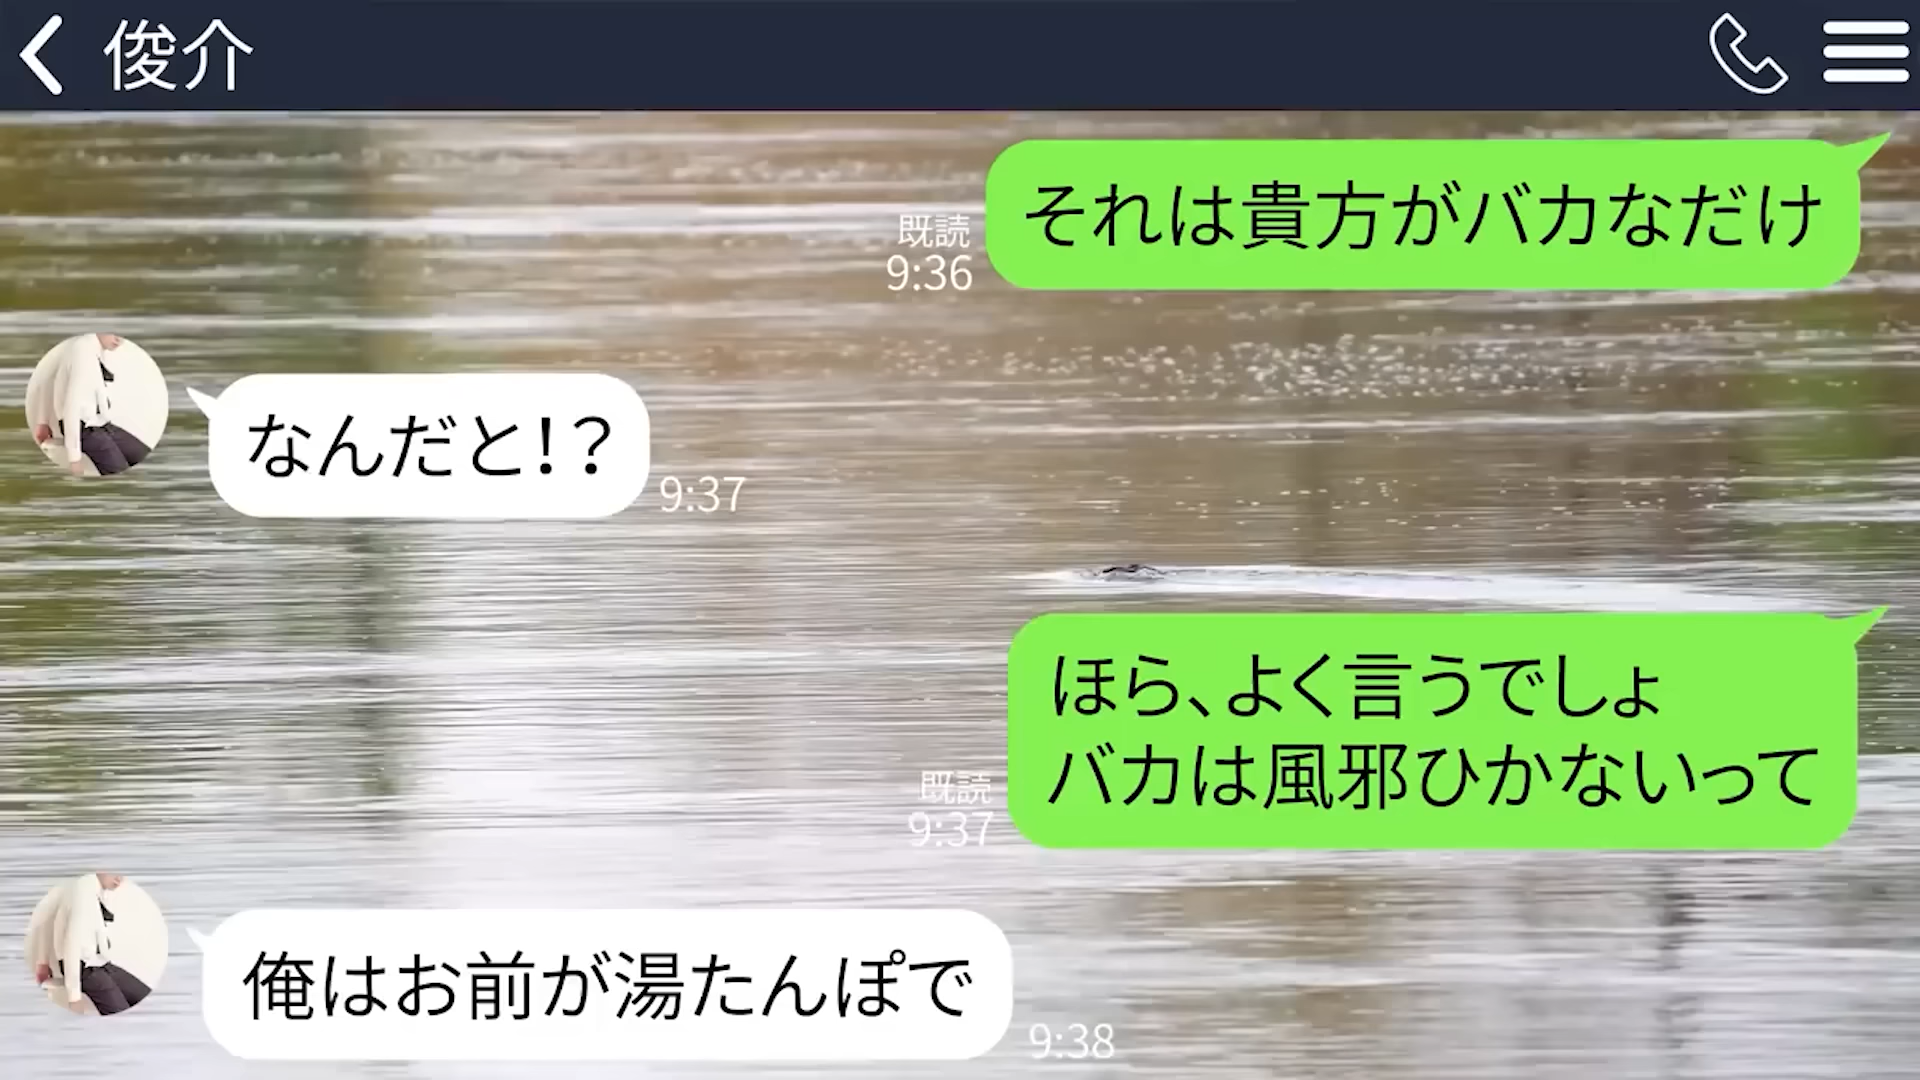 俊介
それは貴方がバカなだけ
既読
9:36
なんだと!？
9:37
ほら、よく言うでしょ
バカは風邪ひかないって
既読
9:37
俺はお前が湯たんぽで
9:38